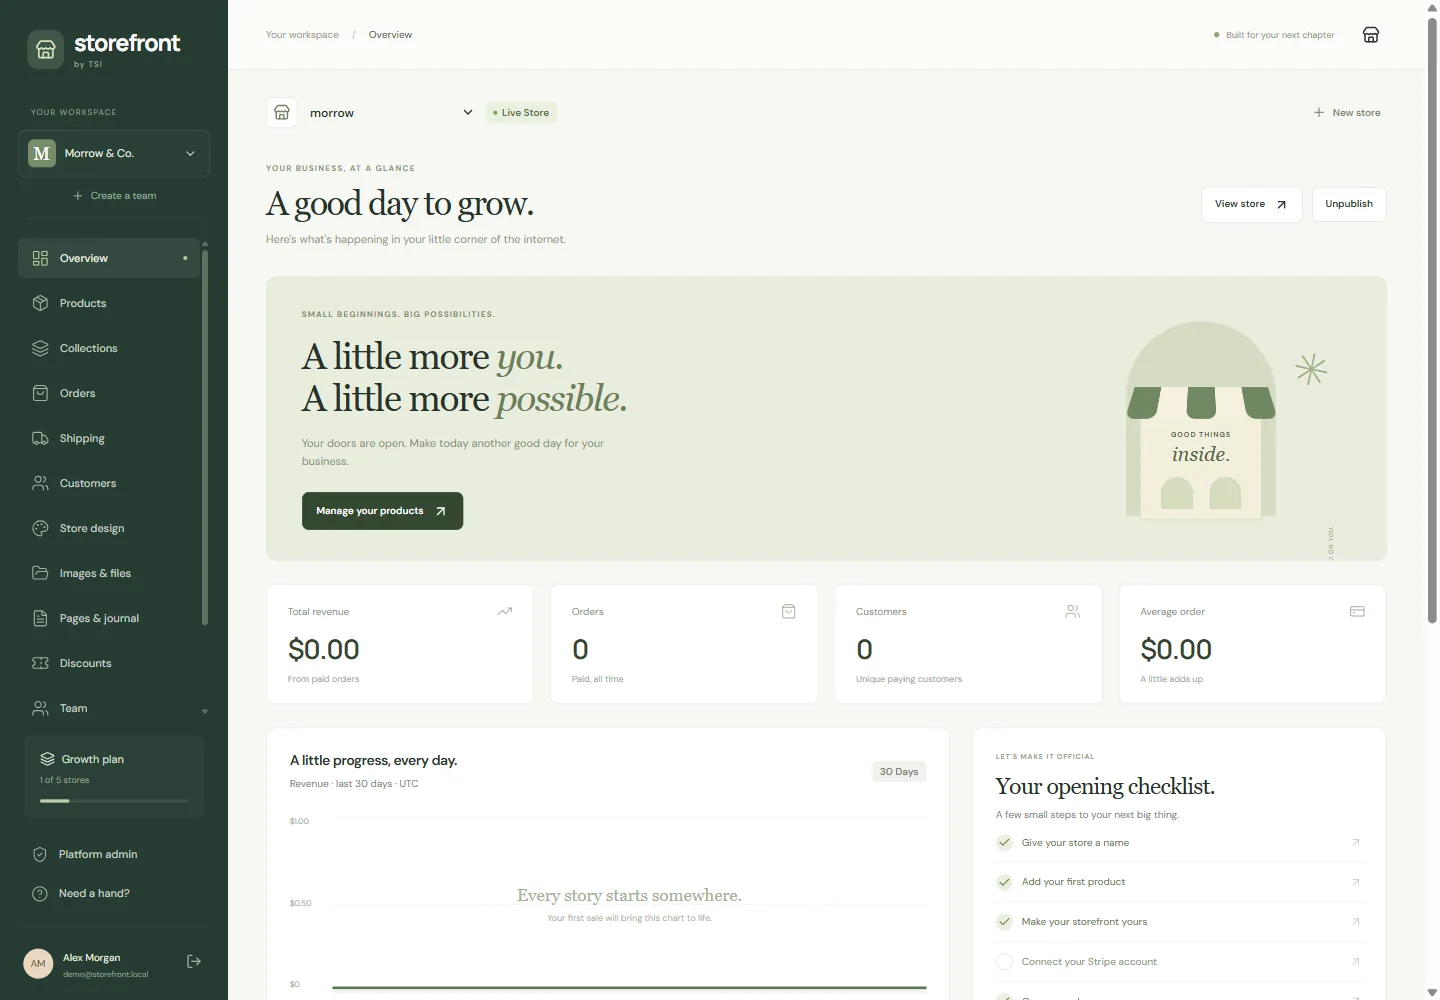 storefront
by TSI
YOUR WORKSPACE
M
Morrow & Co.
Create a team
Overview
Products
Collections
Orders
Shipping
Customers
Store design
Images & files
Pages & journal
Discounts
Team
Growth plan
1 of 5 stores
Platform admin
Need a hand?
AM
Alex Morgan
demo@storefront.local
Your workspace / Overview
Built for your next chapter
morrow
Live Store
New store
YOUR BUSINESS, AT A GLANCE
A good day to grow.
Here's what's happening in your little corner of the internet.
View store
Unpublish
SMALL BEGINNINGS. BIG POSSIBILITIES.
A little more you.
A little more possible.
Your doors are open. Make today another good day for your
business.
Manage your products
GOOD THINGS
inside.
ON YOU.
Total revenue
$0.00
From paid orders
Orders
0
Paid, all time
Customers
0
Unique paying customers
Average order
$0.00
A little adds up
A little progress, every day.
Revenue · last 30 days · UTC
30 Days
$1.00
$0.50
$0
Every story starts somewhere.
Your first sale will bring this chart to life.
LET'S MAKE IT OFFICIAL
Your opening checklist.
A few small steps to your next big thing.
Give your store a name
Add your first product
Make your storefront yours
Connect your Stripe account